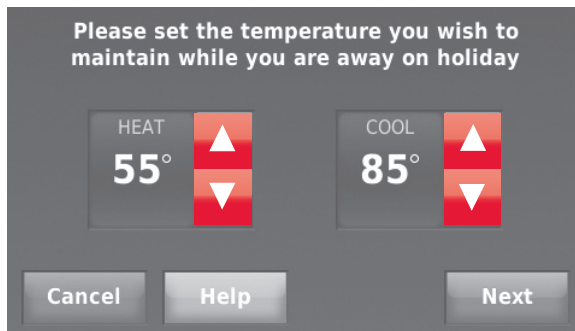 Please set the temperature you wish to
maintain while you are away on holiday
HEAT
55°
COOL
85°
Cancel
Help
Next